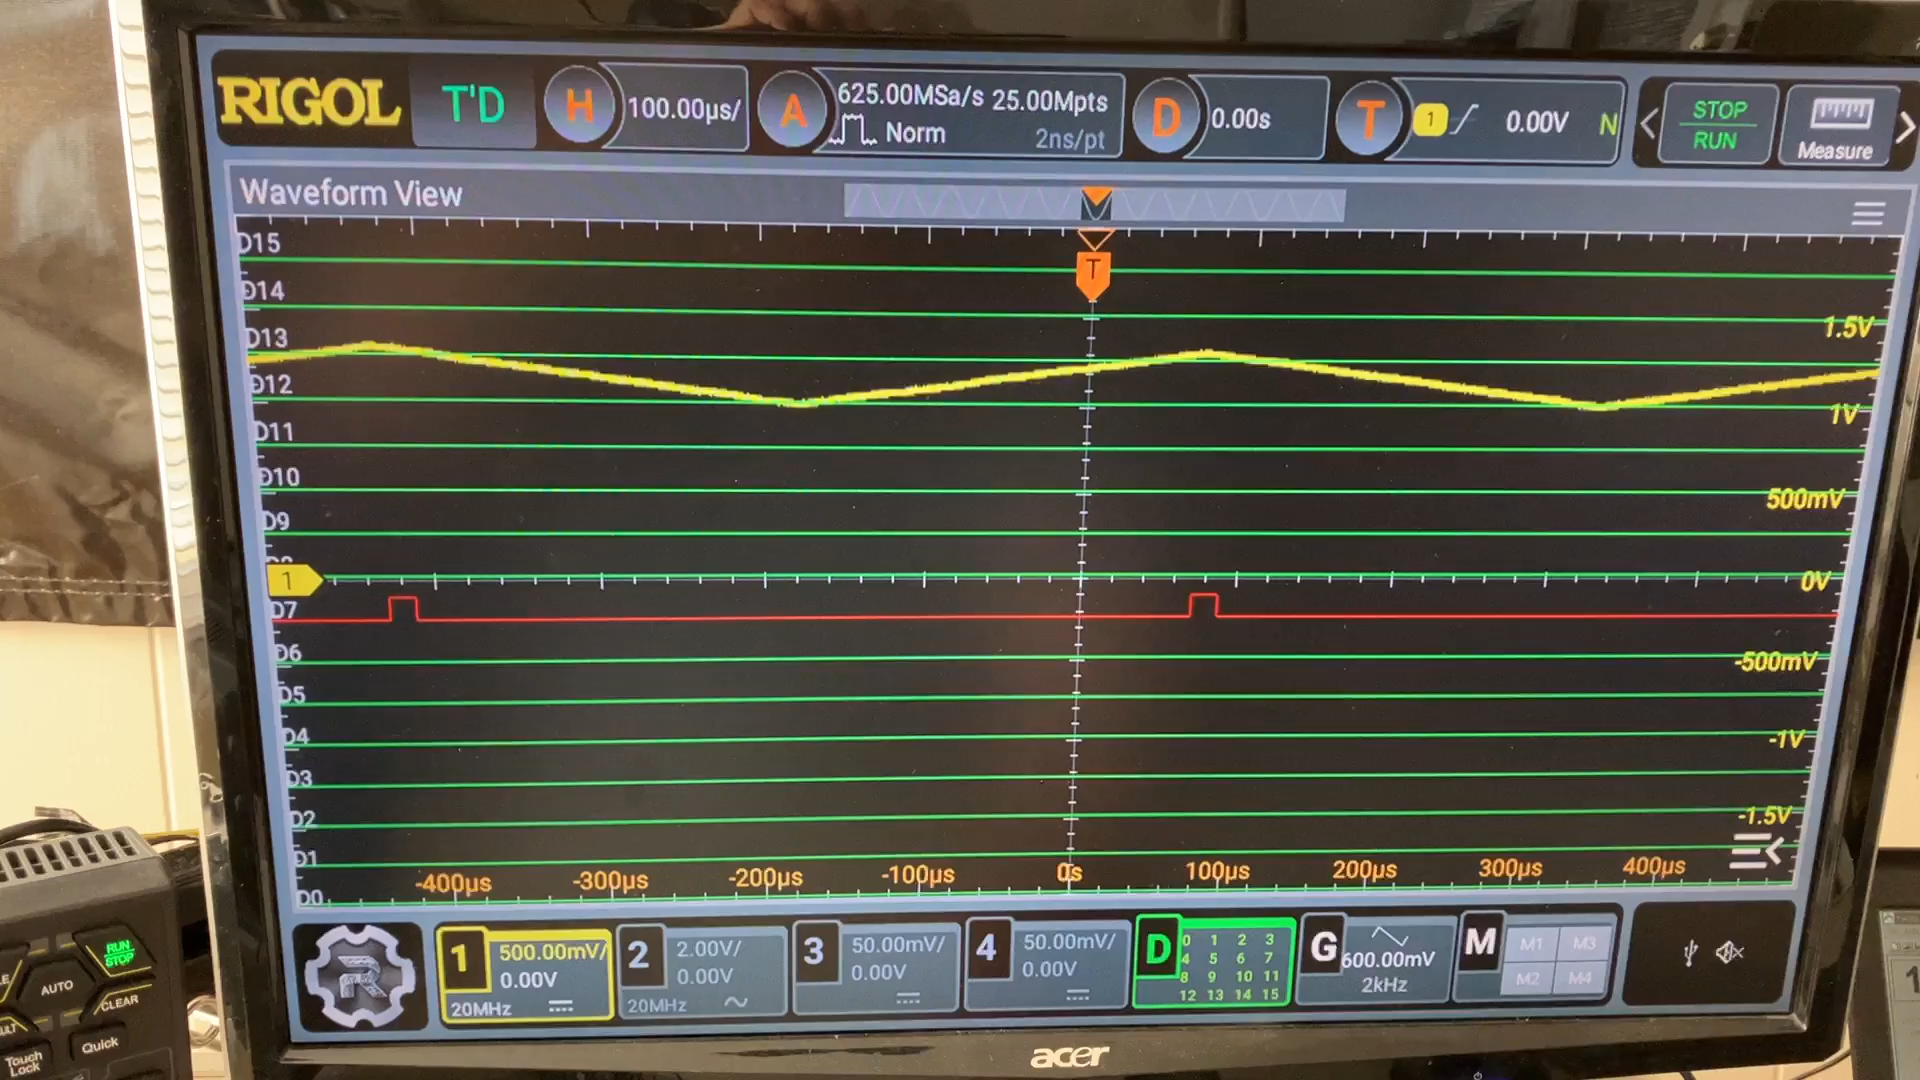 RIGOL T'D H 100.00µs/ A 625.00MSa/s 25.00Mpts D 0.00s T 1 0.00V N STOP
RUN Measure
Norm 2ns/pt
Waveform View
T
D15
D14
D13
D12
D11
D10
D9
D7
D6
D5
D4
D3
D2
D1
D0
1
1.5V
1V
500mV
0V
-500mV
-1V
-1.5V
-400µs -300µs -200µs -100µs 0s 100µs 200µs 300µs 400µs
1 500.00mV/
0.00V
20MHz
2 2.00V/
0.00V
20MHz
3 50.00mV/
0.00V
4 50.00mV/
0.00V
D 0 1 2 3
4 5 6 7
8 9 10 11
12 13 14 15
G 600.00mV
2kHz
M M1 M3
M2 M4
R
acer
RUN
STOP
AUTO
CLEAR
Touch
Lock
Quick